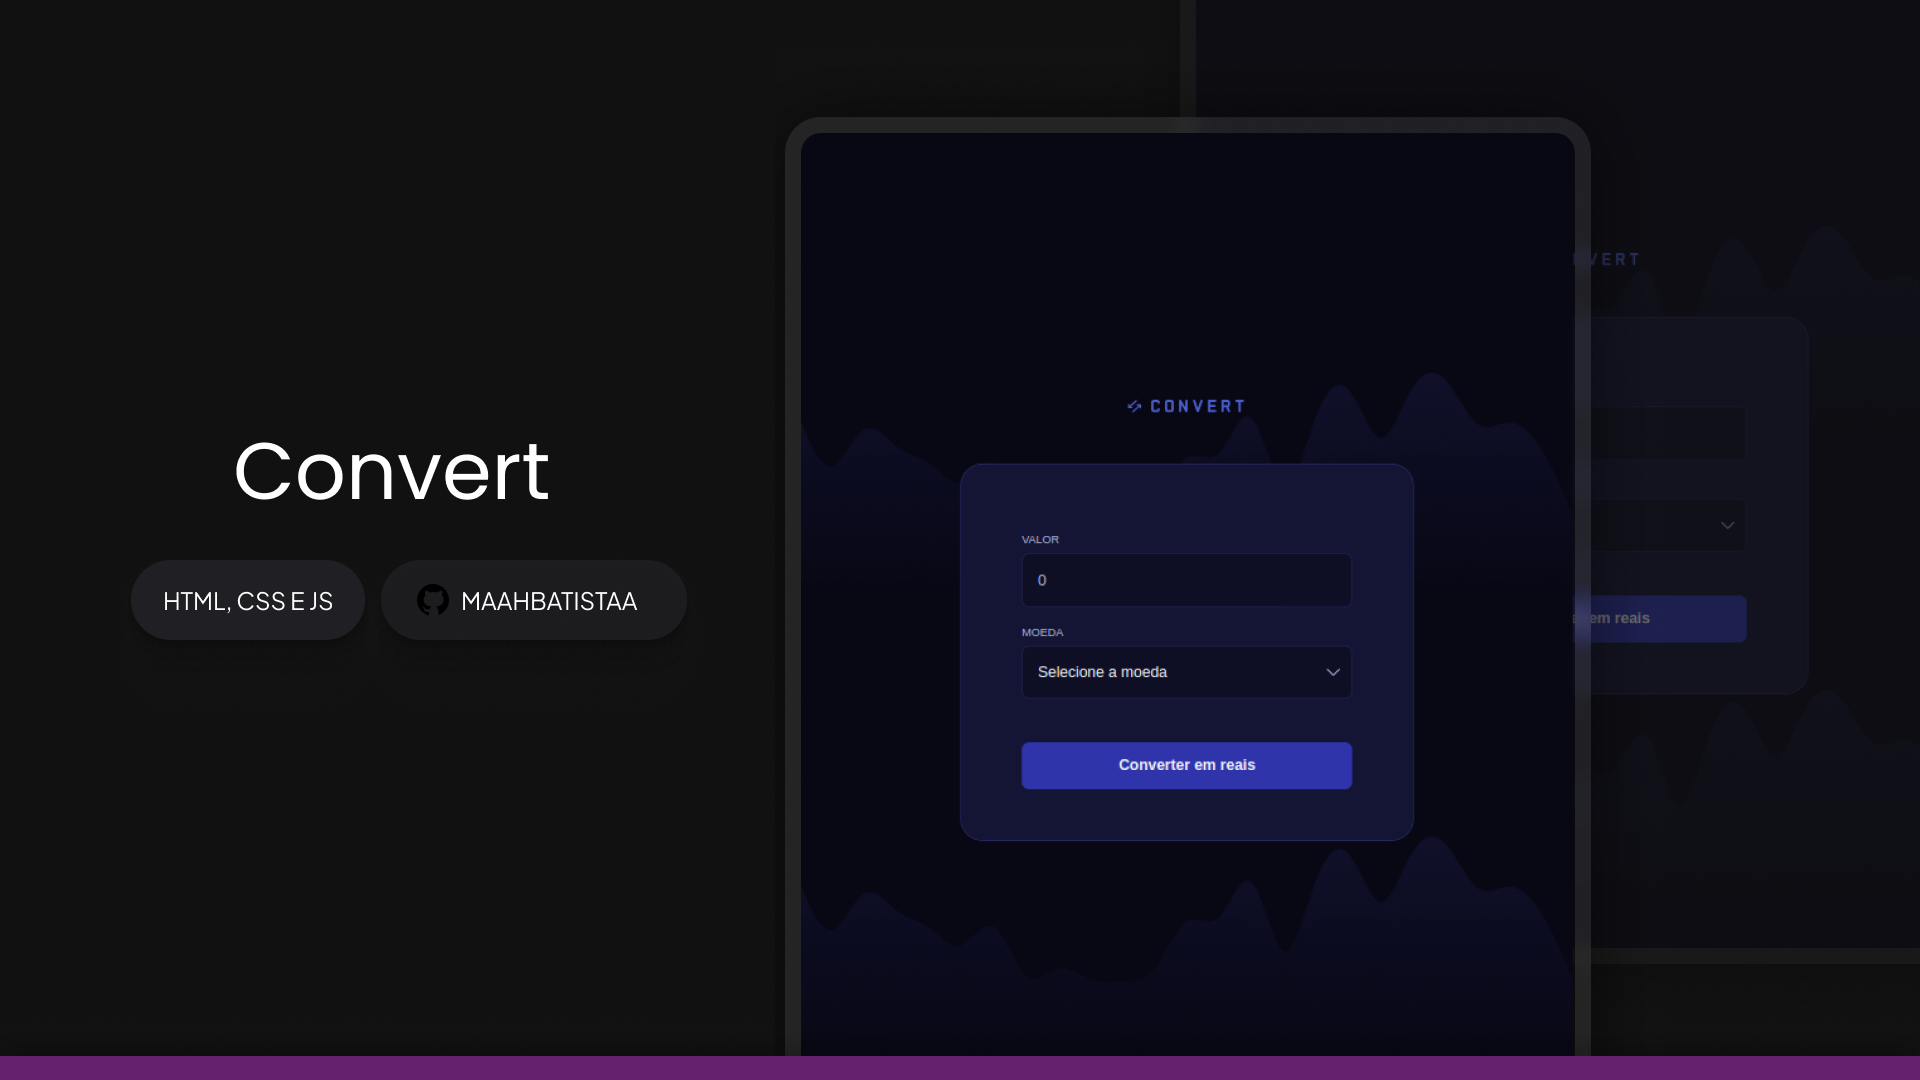 Convert
HTML, CSS E JS
MAAHBATISTAA
CONVERT
VALOR
0
MOEDA
Selecione a moeda
Converter em reais
VERT
em reais